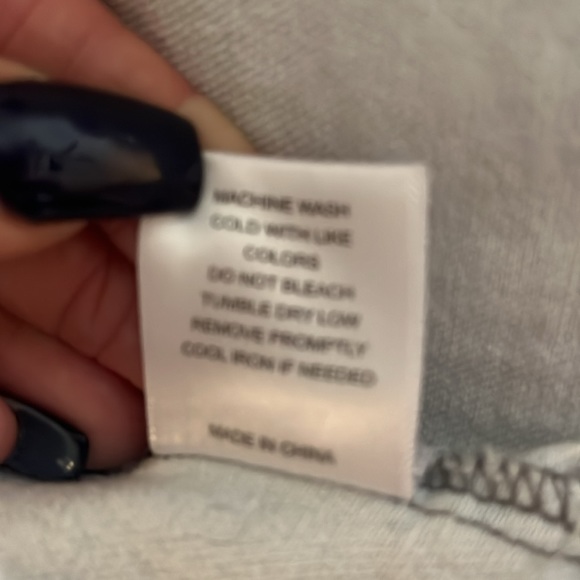 MACHINE WASH
COLD WITH LIKE
COLORS
DO NOT BLEACH
TUMBLE DRY LOW
REMOVE PROMPTLY
COOL IRON IF NEEDED
MADE IN CHINA